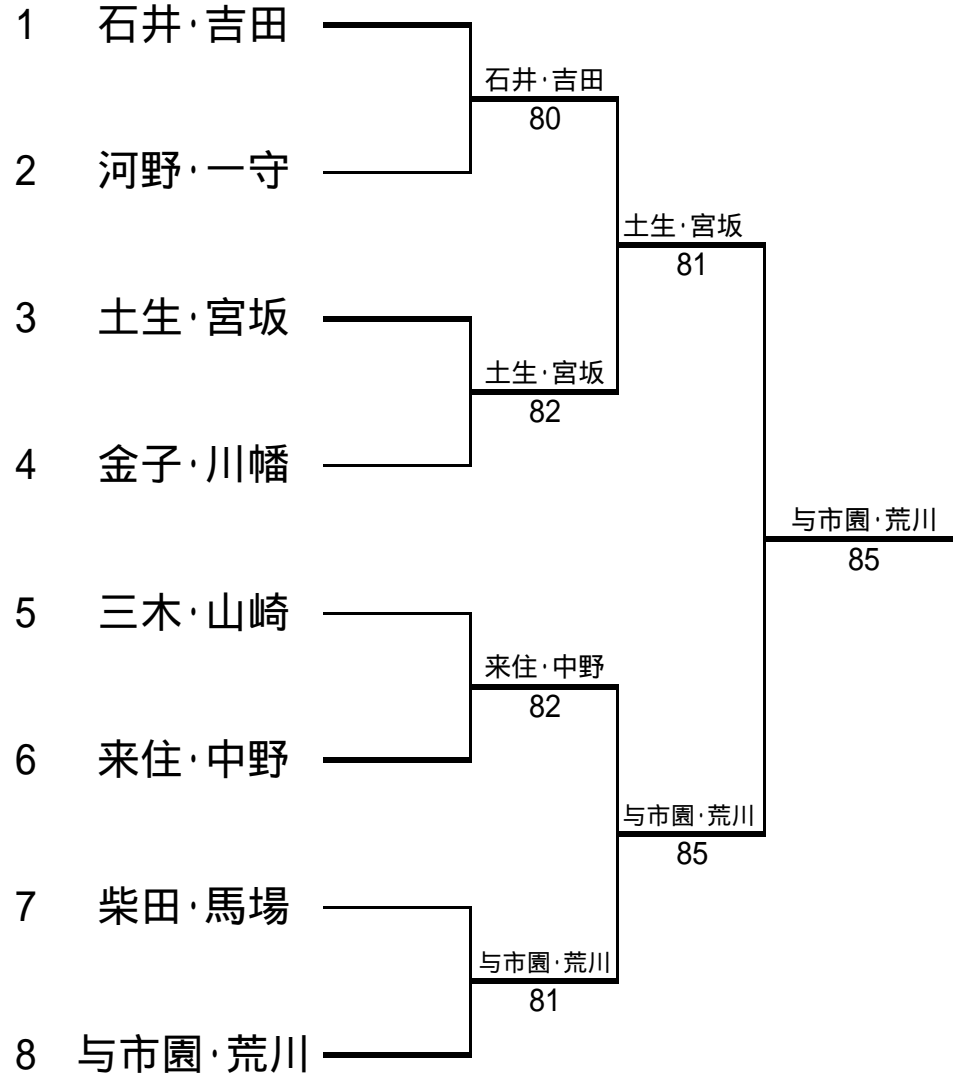 1 石井・吉田
石井・吉田
80
2 河野・一守
土生・宮坂
81
3 土生・宮坂
土生・宮坂
82
4 金子・川幡
与市園・荒川
85
5 三木・山崎
来住・中野
82
6 来住・中野
与市園・荒川
85
7 柴田・馬場
与市園・荒川
81
8 与市園・荒川